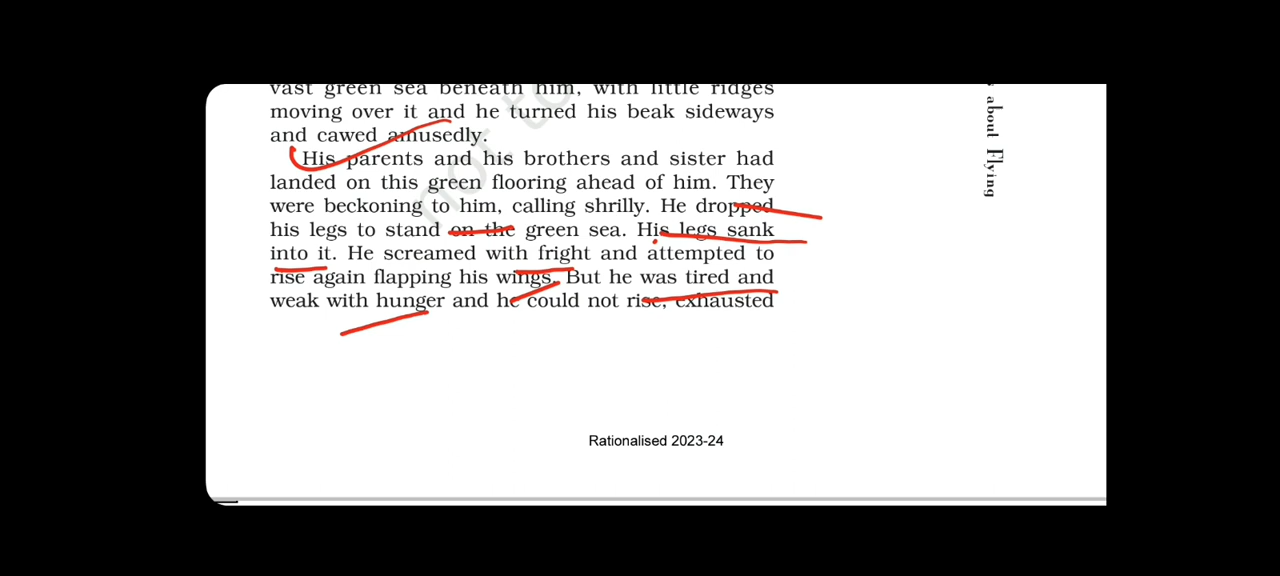 vast green sea beneath him, with little ridges
moving over it and he turned his beak sideways
and cawed amusedly.
His parents and his brothers and sister had
landed on this green flooring ahead of him. They
were beckoning to him, calling shrilly. He dropped
his legs to stand on the green sea. His legs sank
into it. He screamed with fright and attempted to
rise again flapping his wings. But he was tired and
weak with hunger and he could not rise, exhausted
Rationalised 2023-24
about Flying
not to